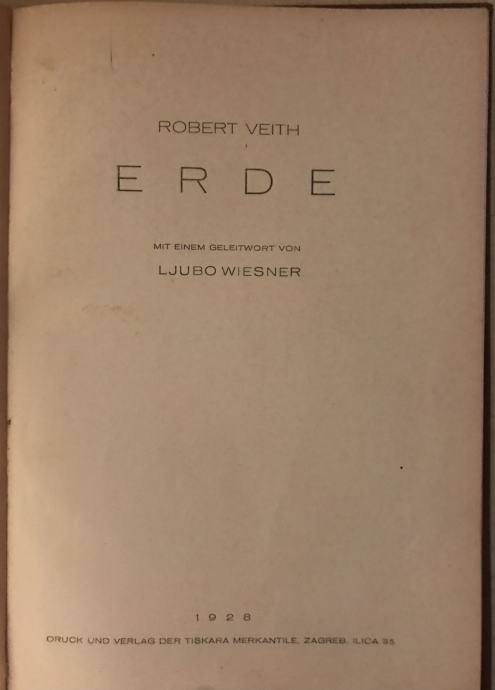 ROBERT VEITH
ERDE
MIT EINEM GELEITWORT VON
LJUBO WIESNER
1928
DRUCK UND VERLAG DER TISKARA MERKANTILE, ZAGREB, ILICA 35